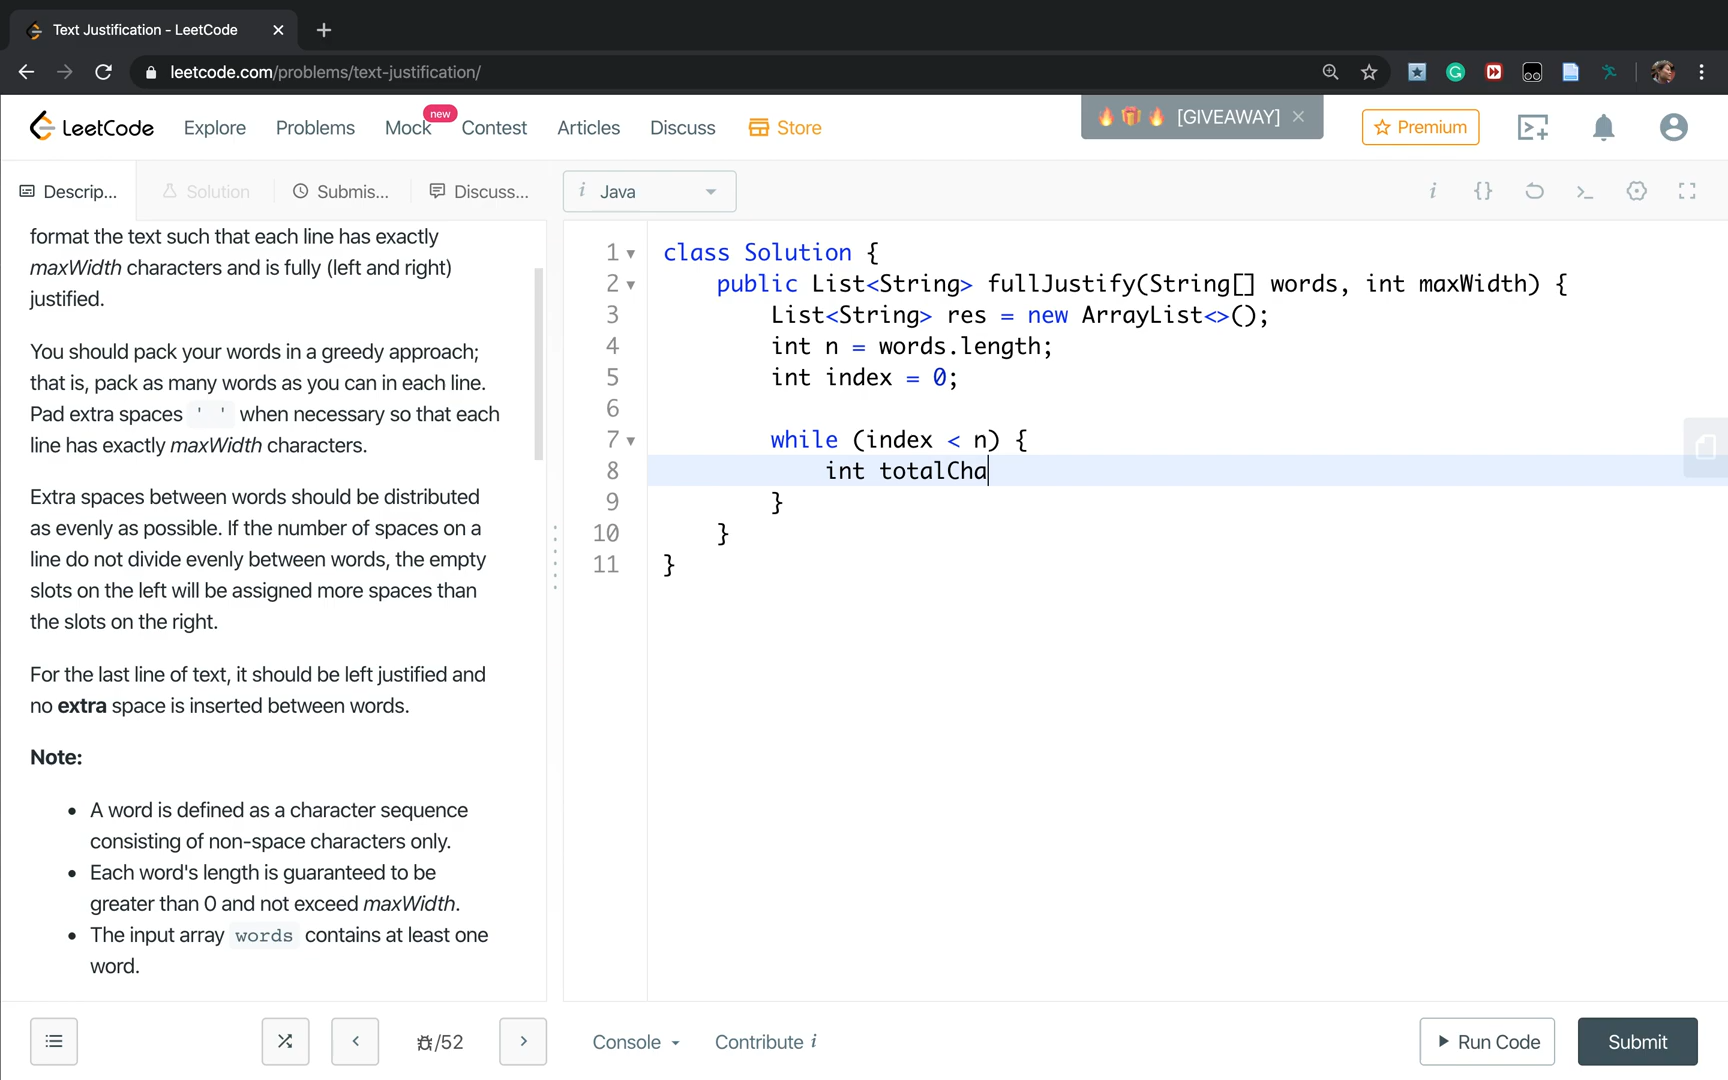 Text Justification - LeetCode
leetcode.com/problems/text-justification/
LeetCode
Explore
Problems
Mock
new
Contest
Articles
Discuss
Store
[GIVEAWAY]
Premium
Descrip...
Solution
Submis...
Discuss...
i Java
format the text such that each line has exactly
maxWidth characters and is fully (left and right)
justified.
You should pack your words in a greedy approach;
that is, pack as many words as you can in each line.
Pad extra spaces ' ' when necessary so that each
line has exactly maxWidth characters.
Extra spaces between words should be distributed
as evenly as possible. If the number of spaces on a
line do not divide evenly between words, the empty
slots on the left will be assigned more spaces than
the slots on the right.
For the last line of text, it should be left justified and
no extra space is inserted between words.
Note:
• A word is defined as a character sequence
consisting of non-space characters only.
• Each word's length is guaranteed to be
greater than 0 and not exceed maxWidth.
• The input array words contains at least one
word.
1 class Solution {
2 public List<String> fullJustify(String[] words, int maxWidth) {
3 List<String> res = new ArrayList<>();
4 int n = words.length;
5 int index = 0;
6
7 while (index < n) {
8 int totalCha
9 }
10 }
11 }
/52
Console
Contribute i
Run Code
Submit